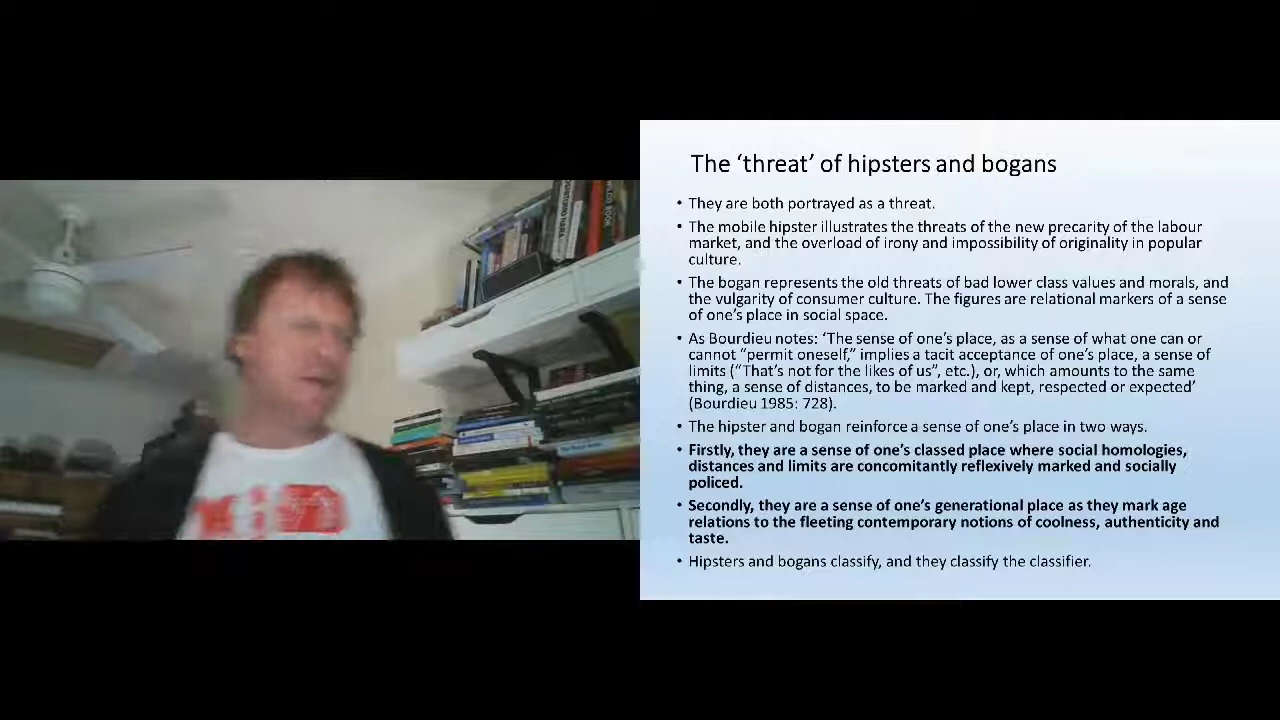 The ‘threat’ of hipsters and bogans
• They are both portrayed as a threat.
• The mobile hipster illustrates the threats of the new precarity of the labour
market, and the overload of irony and impossibility of originality in popular
culture.
• The bogan represents the old threats of bad lower class values and morals, and
the vulgarity of consumer culture. The figures are relational markers of a sense
of one’s place in social space.
• As Bourdieu notes: ‘The sense of one’s place, as a sense of what one can or
cannot “permit oneself,” implies a tacit acceptance of one’s place, a sense of
limits (“That’s not for the likes of us”, etc.), or, which amounts to the same
thing, a sense of distances, to be marked and kept, respected or expected’
(Bourdieu 1985: 728).
• The hipster and bogan reinforce a sense of one’s place in two ways.
• Firstly, they are a sense of one’s classed place where social homologies,
distances and limits are concomitantly reflexively marked and socially
policed.
• Secondly, they are a sense of one’s generational place as they mark age
relations to the fleeting contemporary notions of coolness, authenticity and
taste.
• Hipsters and bogans classify, and they classify the classifier.